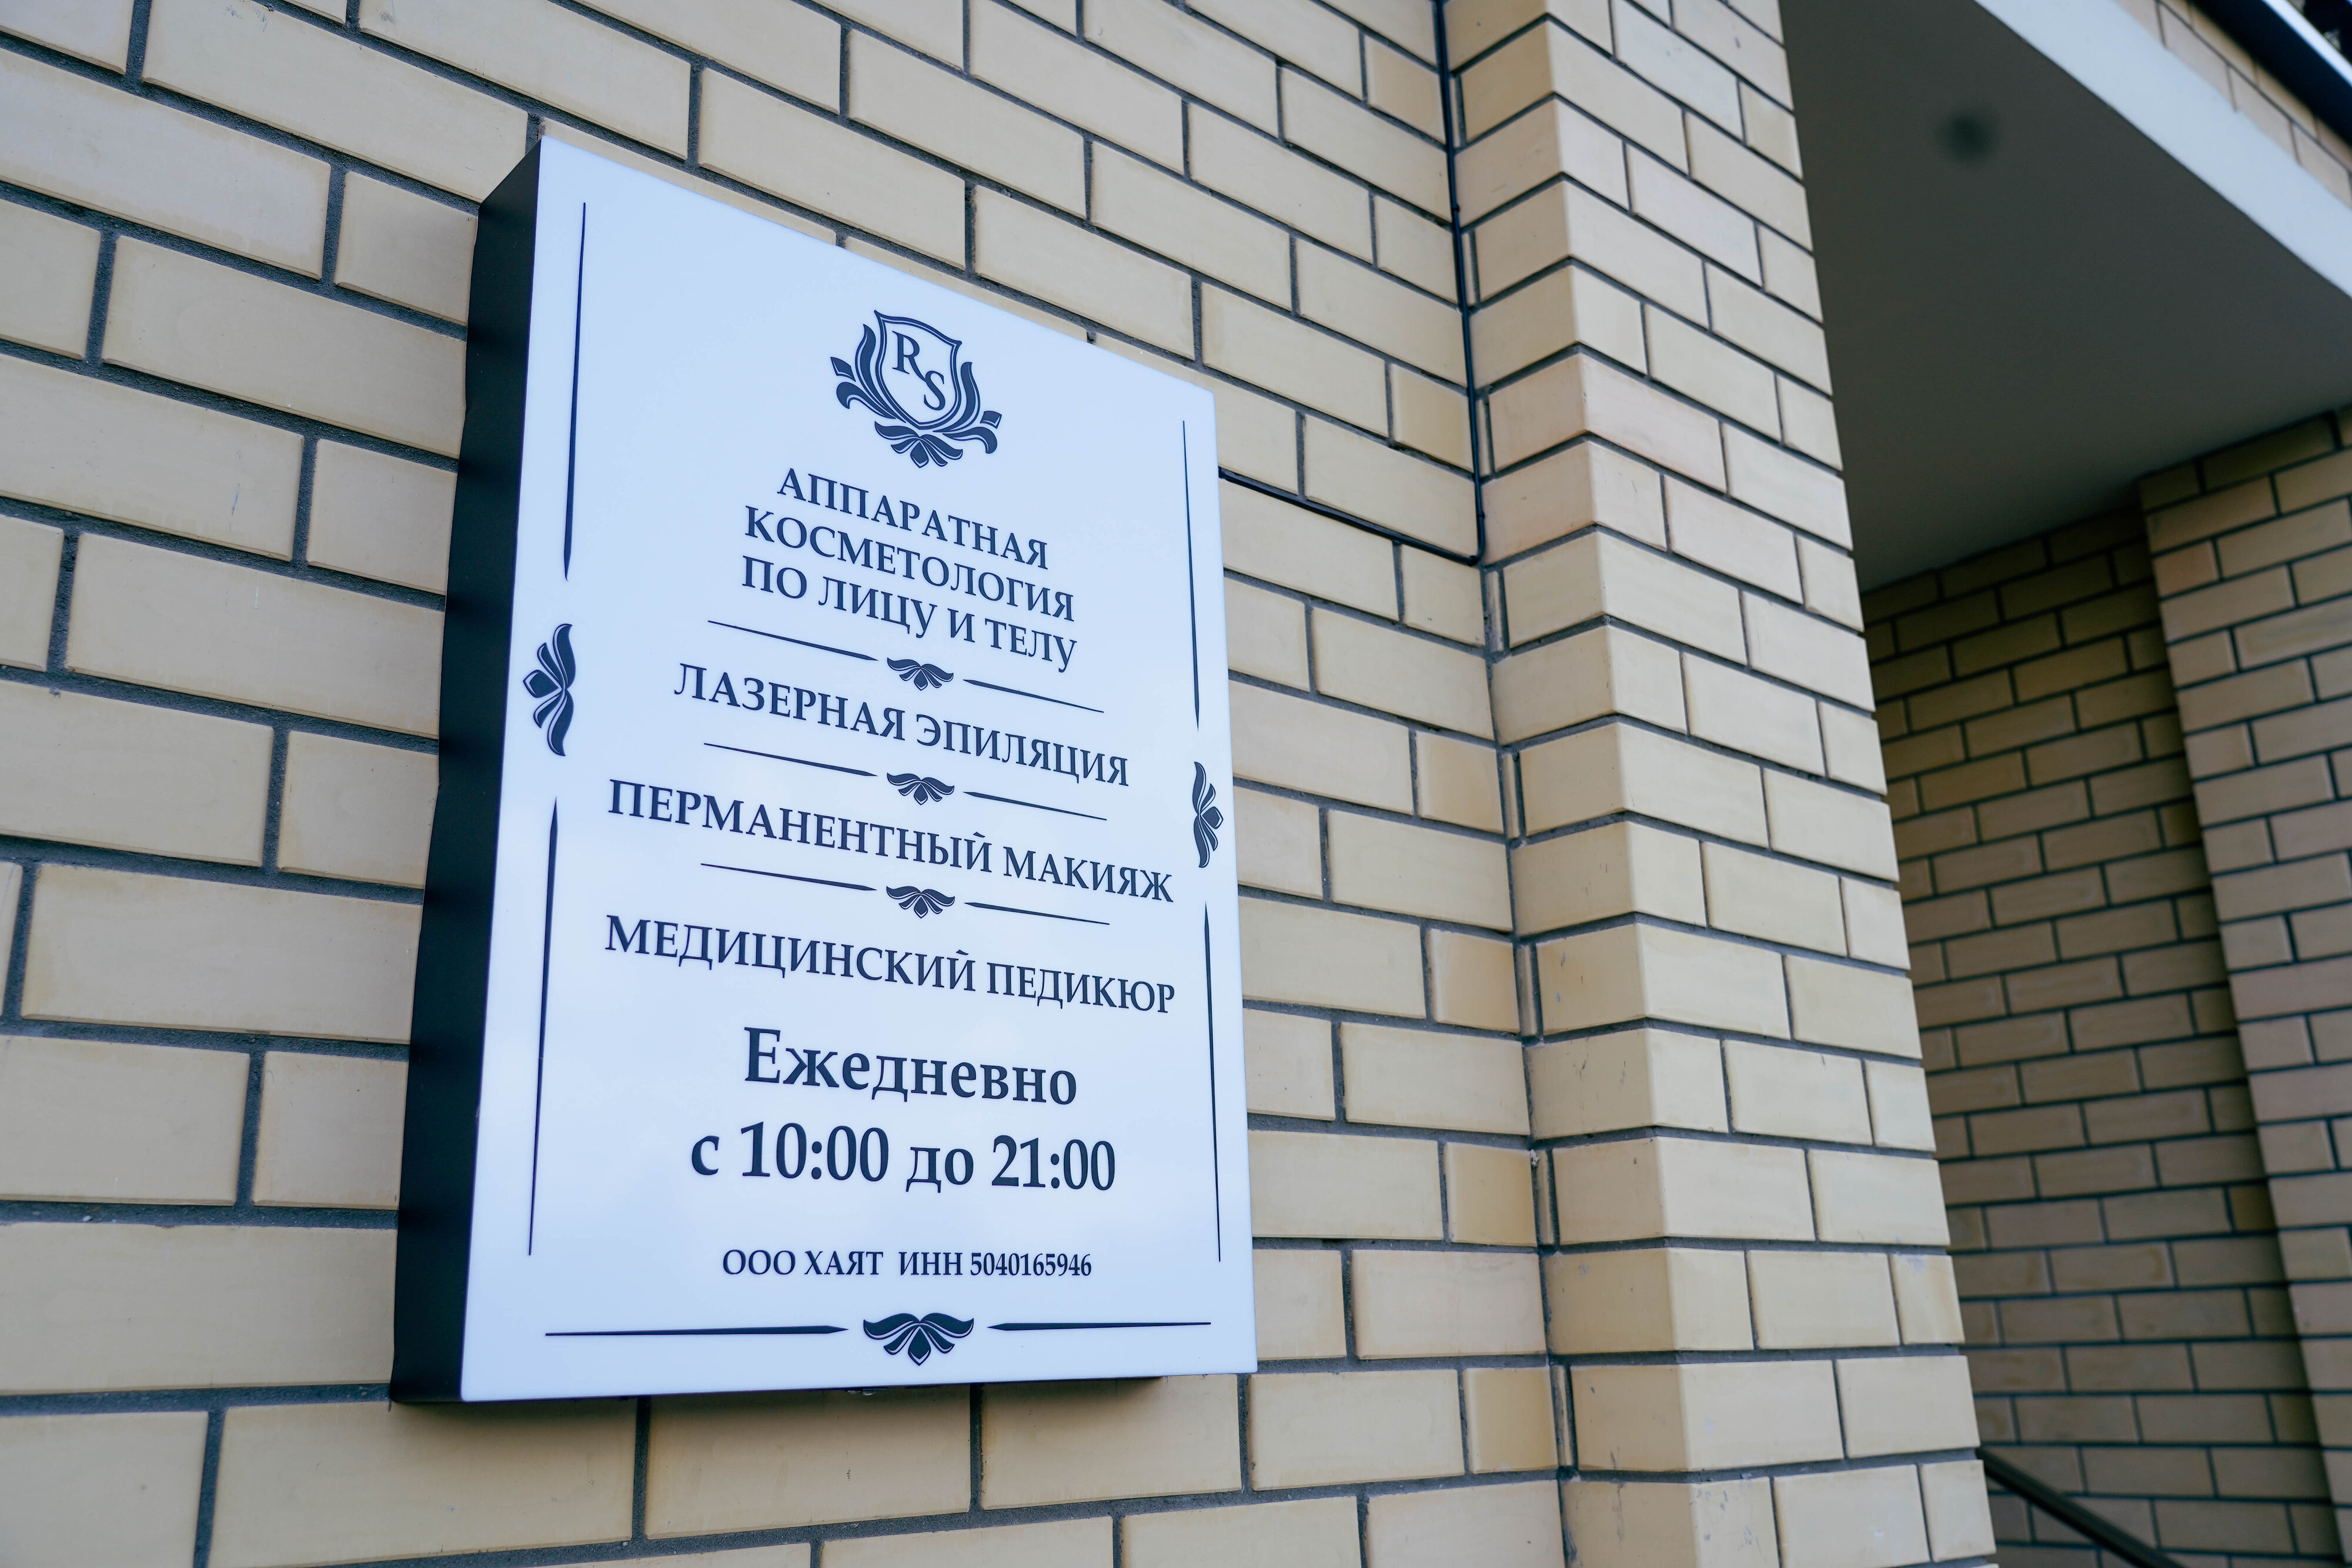 RS
АППАРАТНАЯ
КОСМЕТОЛОГИЯ
ПО ЛИЦУ И ТЕЛУ
ЛАЗЕРНАЯ ЭПИЛЯЦИЯ
ПЕРМАНЕНТНЫЙ МАКИЯЖ
МЕДИЦИНСКИЙ ПЕДИКЮР
Ежедневно
с 10:00 до 21:00
ООО ХАЯТ ИНН 5040165946